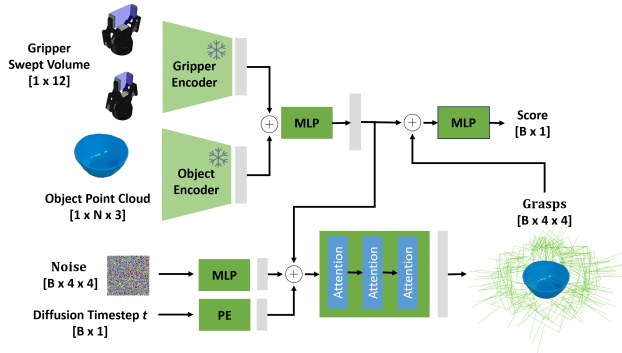 Gripper
Swept Volume
[1 x 12]
Gripper
Encoder
Object
Encoder
Object Point Cloud
[1 x N x 3]
MLP
MLP
Score
[B x 1]
Grasps
[B x 4 x 4]
Noise
[B x 4 x 4]
MLP
Attention
Attention
Attention
Diffusion Timestep t
[B x 1]
PE